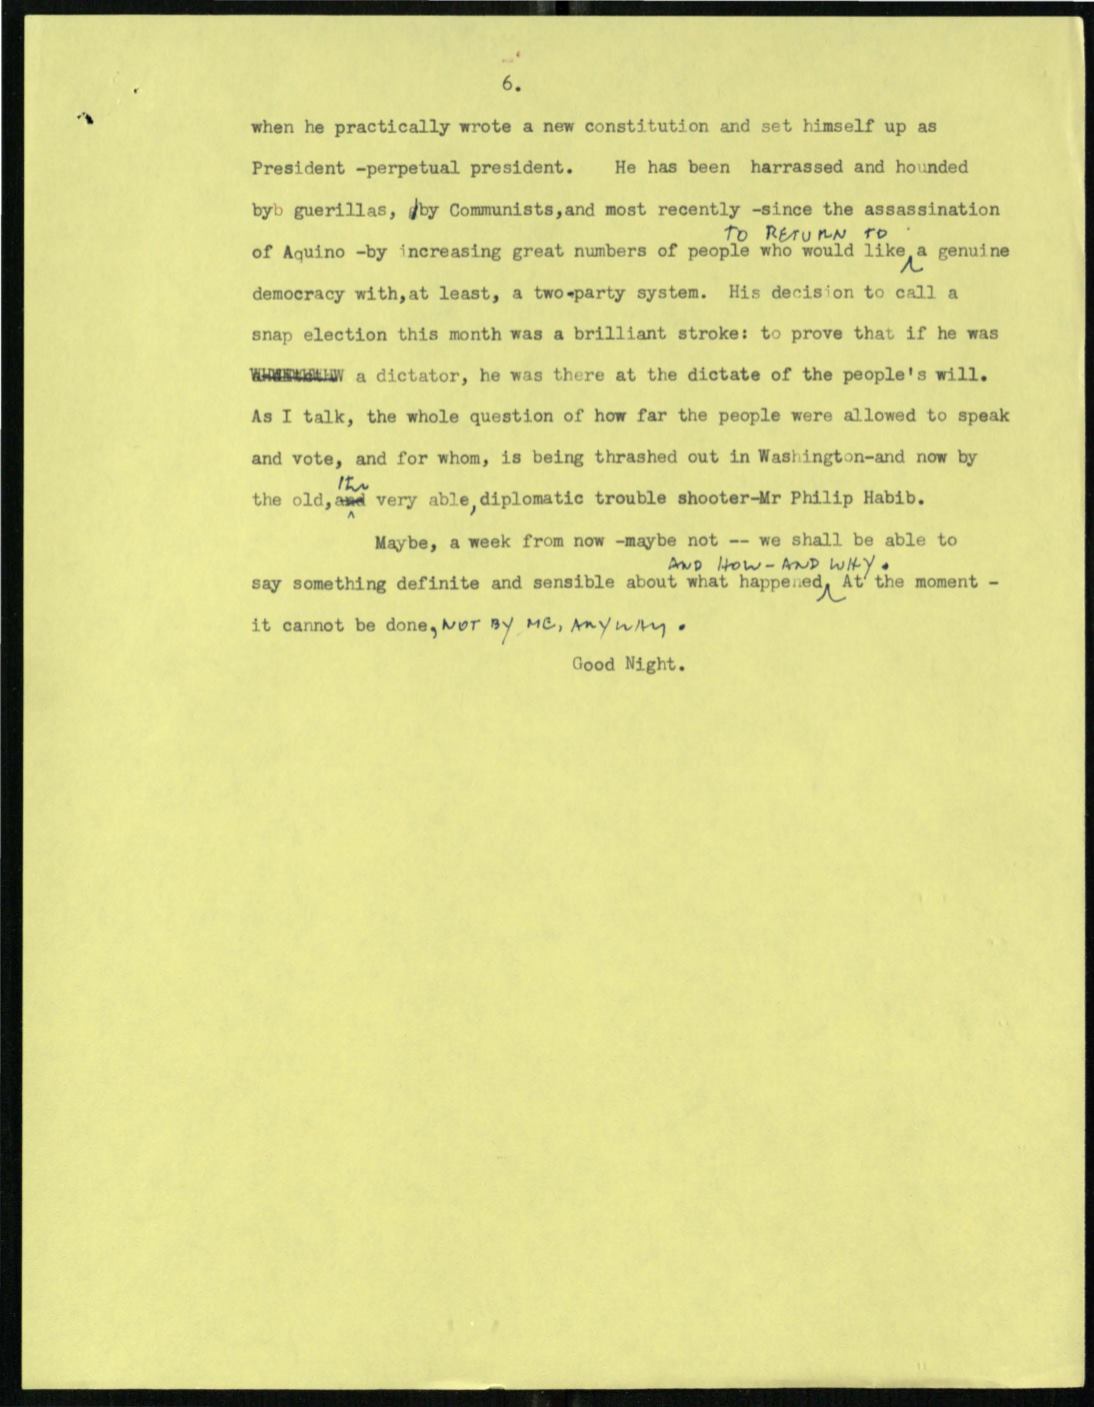 6.
when he practically wrote a new constitution and set himself up as
President -perpetual president. He has been harrassed and hounded
byb guerillas, by Communists,and most recently -since the assassination
TO RETURN TO
of Aquino -by increasing great numbers of people who would like a genuine
democracy with,at least, a two-party system. His decision to call a
snap election this month was a brilliant stroke: to prove that if he was
a dictator, he was there at the dictate of the people's will.
As I talk, the whole question of how far the people were allowed to speak
and vote, and for whom, is being thrashed out in Washington-and now by
the
the old,and very able, diplomatic trouble shooter-Mr Philip Habib.
Maybe, a week from now -maybe not -- we shall be able to
AND HOW - AND WHY.
say something definite and sensible about what happened At the moment -
it cannot be done, NOT BY ME, ANYWAY.
Good Night.